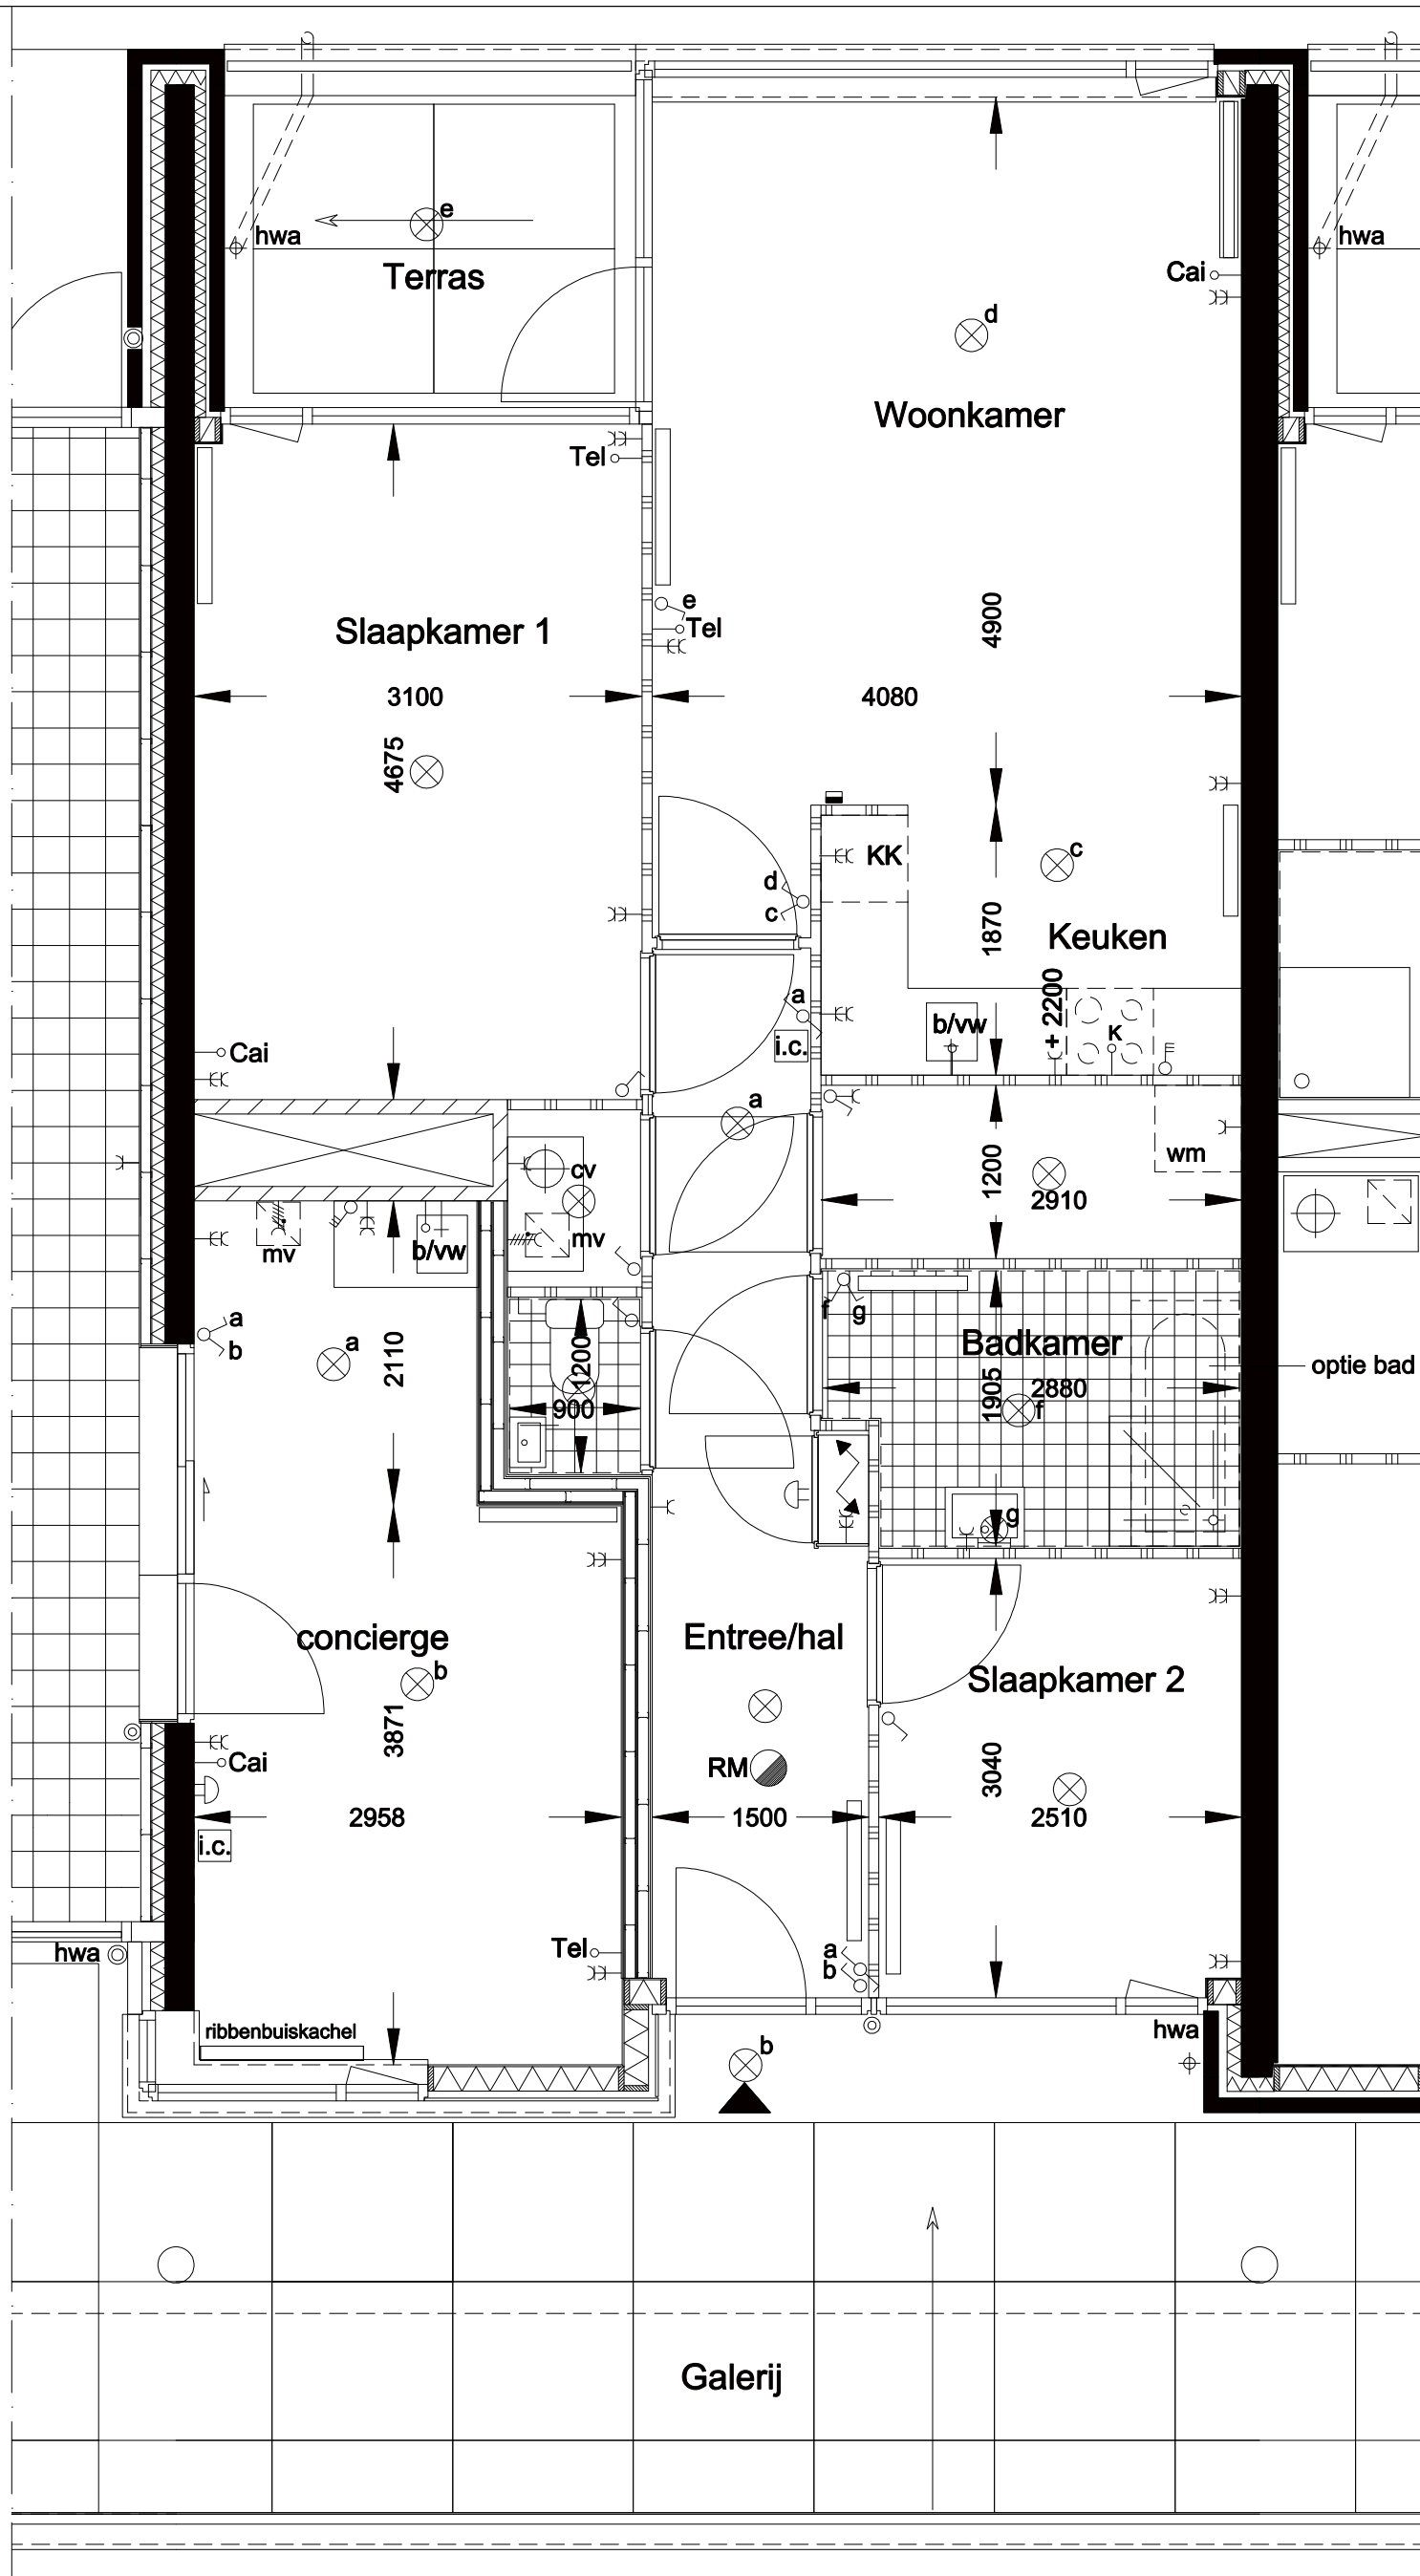 e
hwa
hwa
Terras
Cai
d
Woonkamer
Tel
e
Tel
4900
Slaapkamer 1
3100
4080
4675
KK
c
d
c
1870
Keuken
a
b/vw
+ 2200
K
i.c.
Cai
a
cv
wm
1200
2910
mv
b/vw
mv
a
b
a
2110
1200
900
f
g
Badkamer
1905
2880
f
optie bad
g
concierge
b
Entree/hal
Slaapkamer 2
3871
Cai
RM
3040
2958
1500
2510
i.c.
hwa
Tel
a
b
ribbenbuiskachel
hwa
b
Galerij